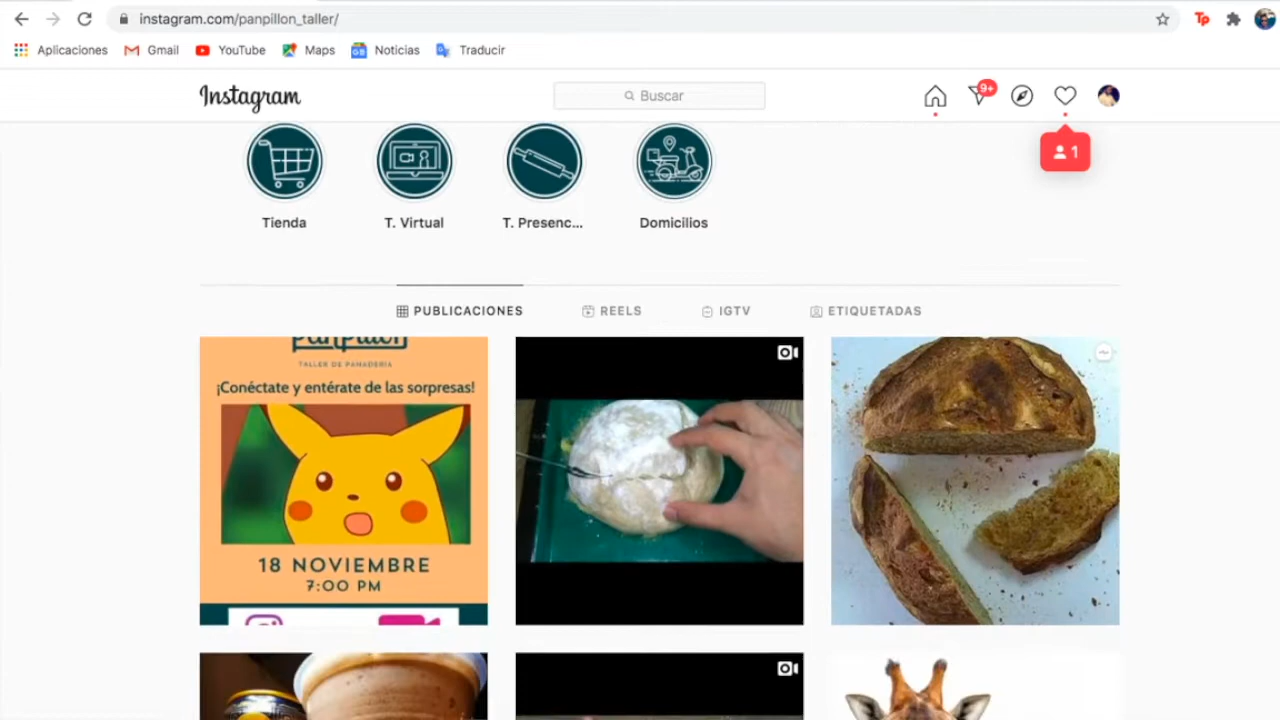 instagram.com/panpillon_taller/
Tp
Aplicaciones Gmail YouTube Maps Noticias Traducir
Instagram Buscar 9+
1
Tienda T. Virtual T. Presenc... Domicilios
PUBLICACIONES REELS IGTV ETIQUETADAS
TALLER DE PANADERÍA
¡Conéctate y entérate de las sorpresas!
18 NOVIEMBRE
7:00 PM